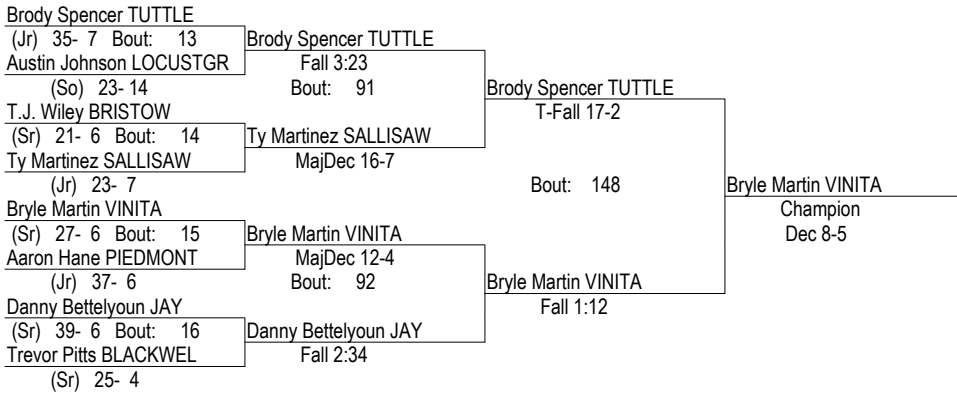 Brody Spencer TUTTLE
(Jr) 35- 7 Bout: 13 Brody Spencer TUTTLE
Austin Johnson LOCUSTGR Fall 3:23
(So) 23- 14 Bout: 91 Brody Spencer TUTTLE
T.J. Wiley BRISTOW T-Fall 17-2
(Sr) 21- 6 Bout: 14 Ty Martinez SALLISAW
Ty Martinez SALLISAW MajDec 16-7
(Jr) 23- 7 Bout: 148 Bryle Martin VINITA
Bryle Martin VINITA Champion
(Sr) 27- 6 Bout: 15 Bryle Martin VINITA Dec 8-5
Aaron Hane PIEDMONT MajDec 12-4
(Jr) 37- 6 Bout: 92 Bryle Martin VINITA
Danny Bettelyoun JAY Fall 1:12
(Sr) 39- 6 Bout: 16 Danny Bettelyoun JAY
Trevor Pitts BLACKWEL Fall 2:34
(Sr) 25- 4